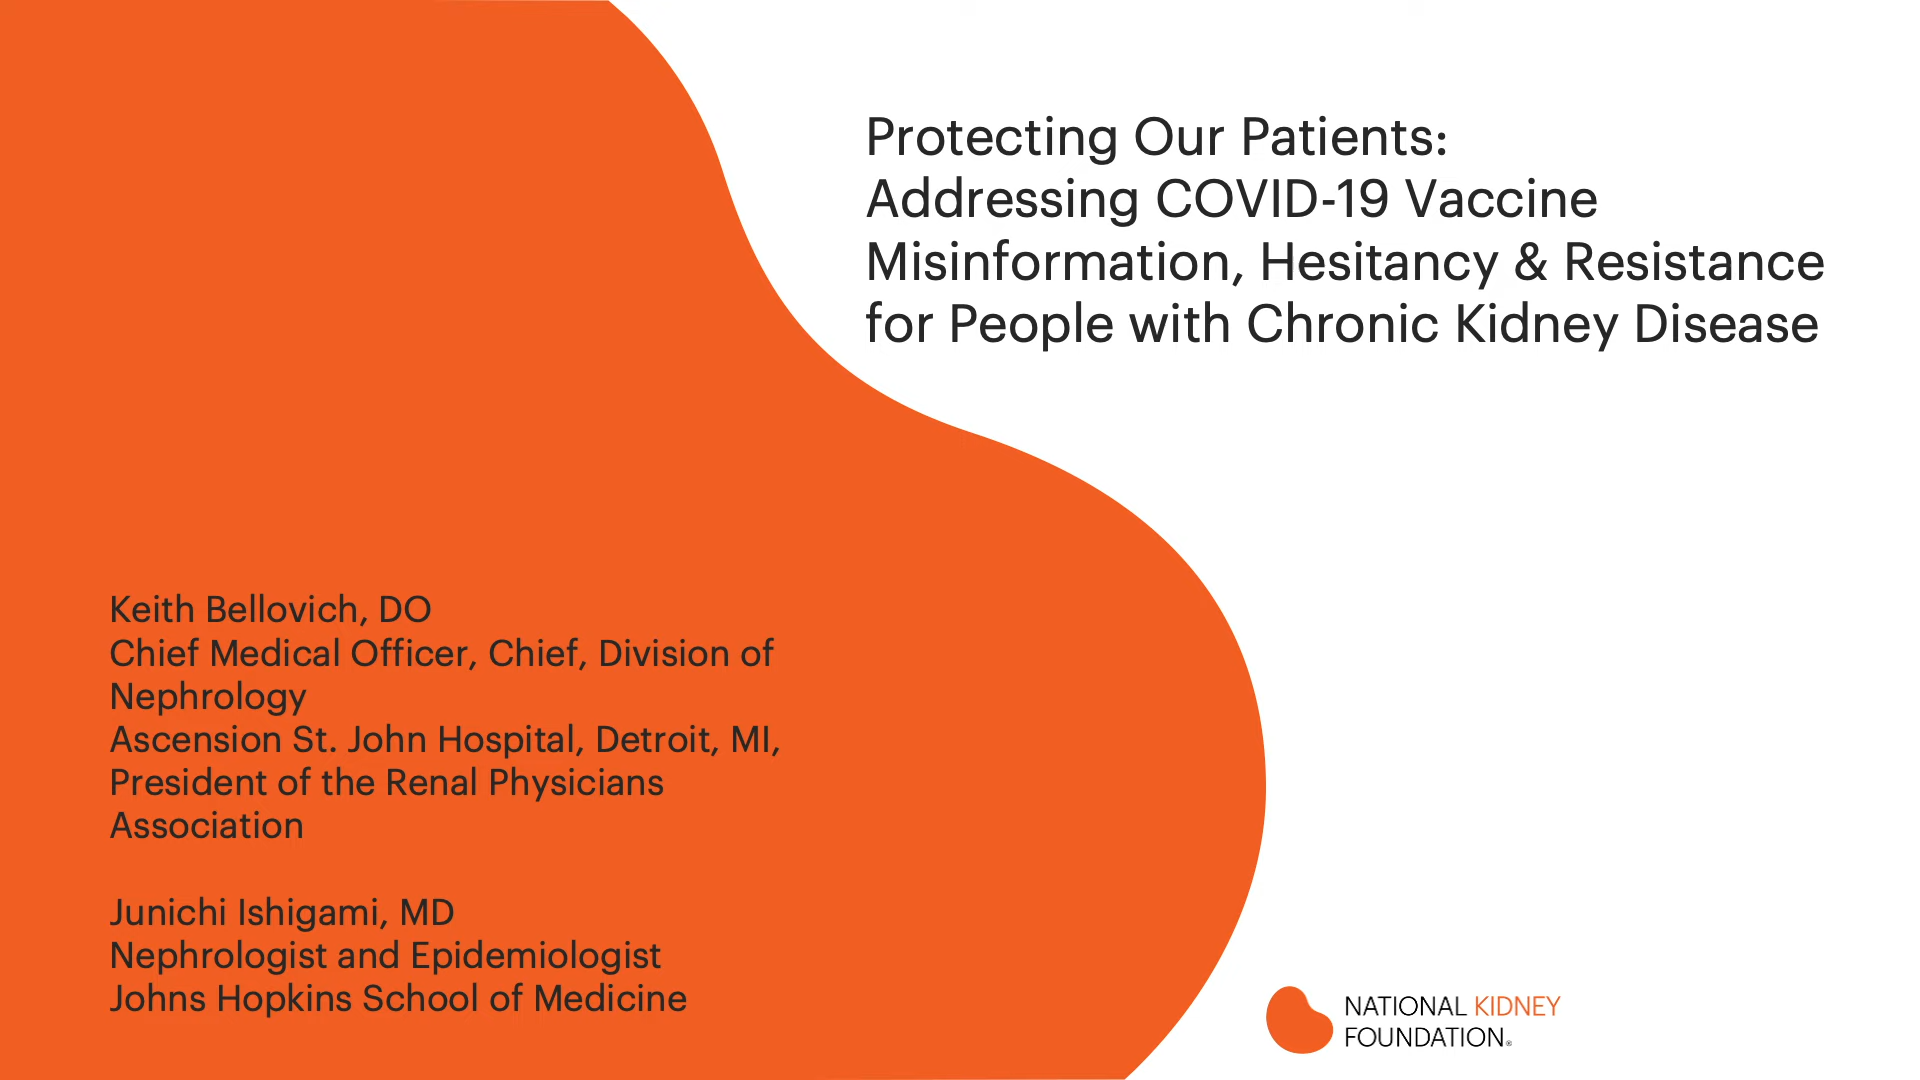 Protecting Our Patients:
Addressing COVID-19 Vaccine
Misinformation, Hesitancy & Resistance
for People with Chronic Kidney Disease
Keith Bellovich, DO
Chief Medical Officer, Chief, Division of
Nephrology
Ascension St. John Hospital, Detroit, MI,
President of the Renal Physicians
Association
Junichi Ishigami, MD
Nephrologist and Epidemiologist
Johns Hopkins School of Medicine
NATIONAL KIDNEY
FOUNDATION®